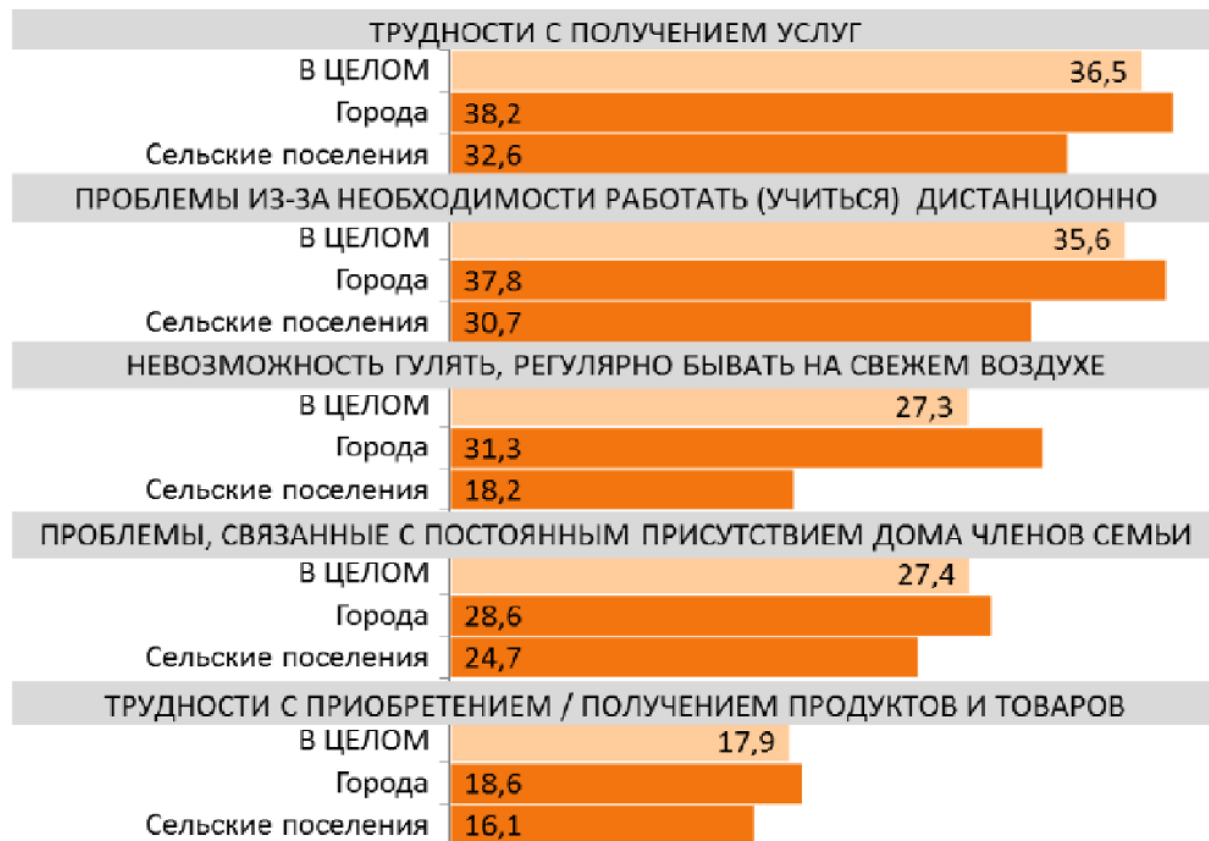 ТРУДНОСТИ С ПОЛУЧЕНИЕМ УСЛУГ
В ЦЕЛОМ 36,5
Города 38,2
Сельские поселения 32,6
ПРОБЛЕМЫ ИЗ-ЗА НЕОБХОДИМОСТИ РАБОТАТЬ (УЧИТЬСЯ) ДИСТАНЦИОННО
В ЦЕЛОМ 35,6
Города 37,8
Сельские поселения 30,7
НЕВОЗМОЖНОСТЬ ГУЛЯТЬ, РЕГУЛЯРНО БЫВАТЬ НА СВЕЖЕМ ВОЗДУХЕ
В ЦЕЛОМ 27,3
Города 31,3
Сельские поселения 18,2
ПРОБЛЕМЫ, СВЯЗАННЫЕ С ПОСТОЯННЫМ ПРИСУТСТВИЕМ ДОМА ЧЛЕНОВ СЕМЬИ
В ЦЕЛОМ 27,4
Города 28,6
Сельские поселения 24,7
ТРУДНОСТИ С ПРИОБРЕТЕНИЕМ / ПОЛУЧЕНИЕМ ПРОДУКТОВ И ТОВАРОВ
В ЦЕЛОМ 17,9
Города 18,6
Сельские поселения 16,1